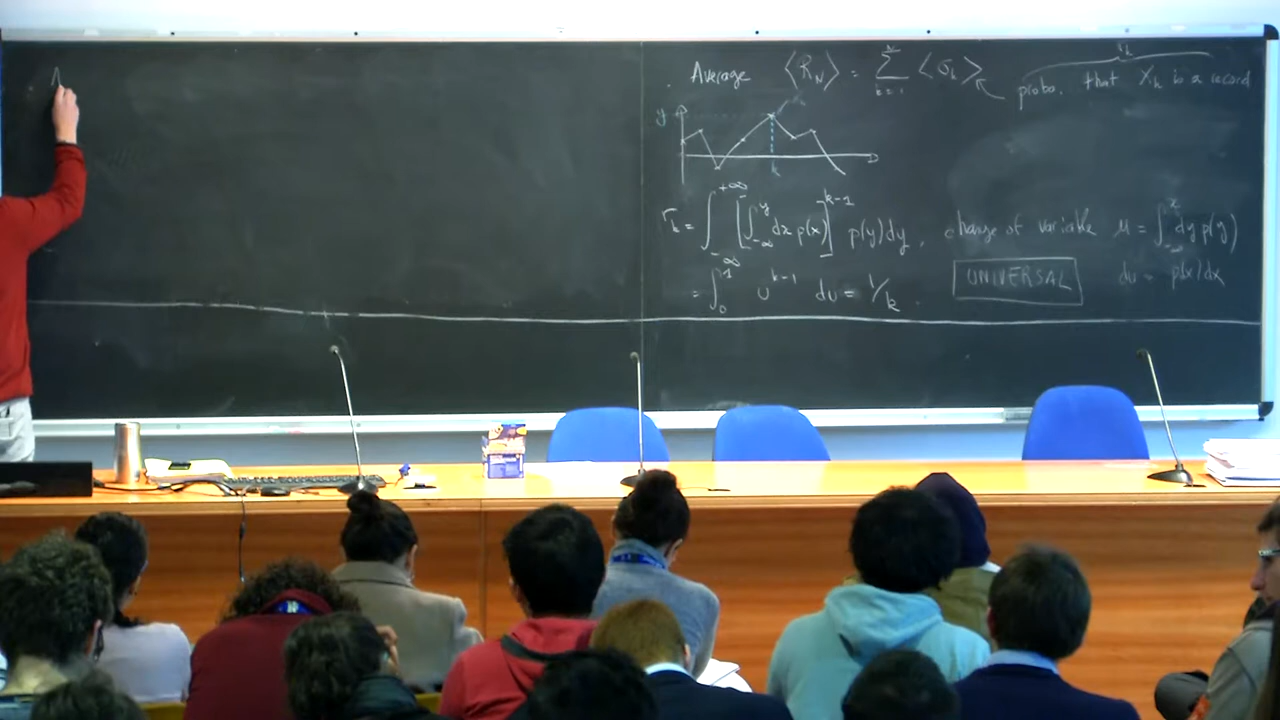 Average ⟨R_N⟩ = ∑_{k=1}^{N} ⟨σ_k⟩
r_k
proba. that X_k is a record
y
k
r_k = ∫_{-∞}^{+∞} [∫_{-∞}^{y} dx p(x)]^{k-1} p(y)dy, change of variable u = ∫_{-∞}^{x} dy p(y)
= ∫_0^1 u^{k-1} du = 1/k. UNIVERSAL du = p(x)dx